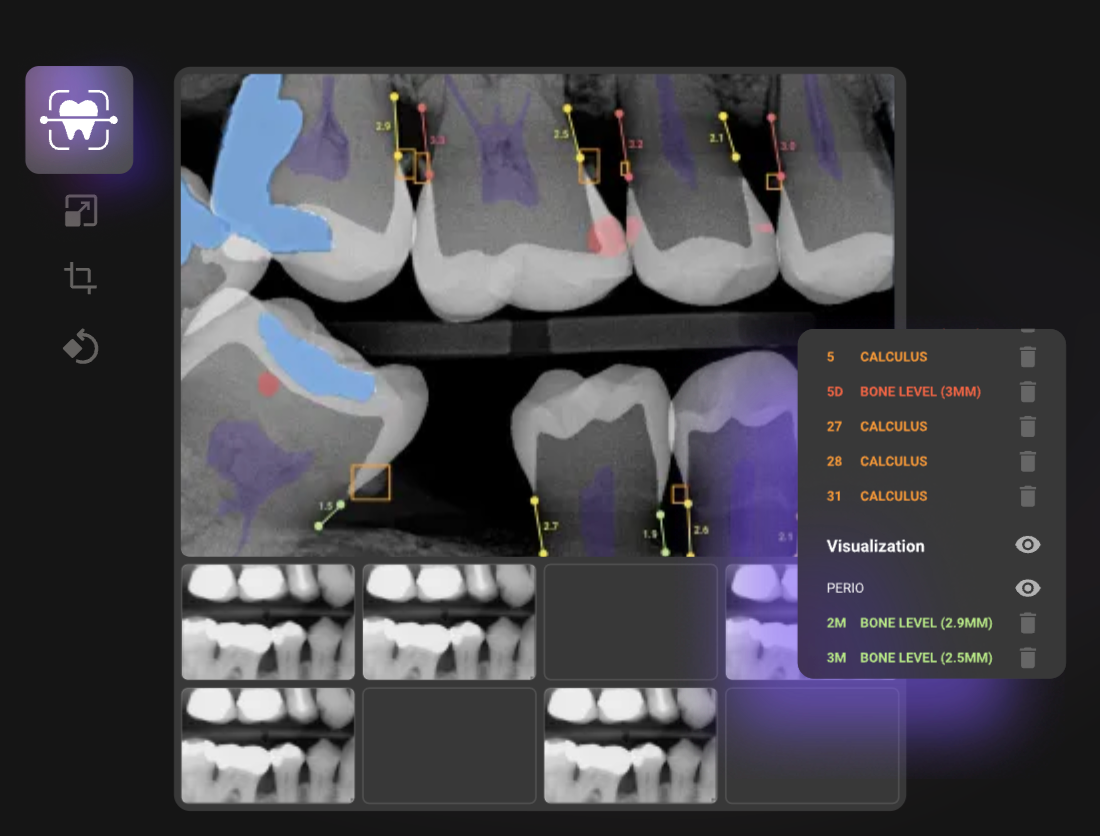 2.9
3.3
2.5
3.2
2.1
3.0
5 CALCULUS
5D BONE LEVEL (3MM)
27 CALCULUS
28 CALCULUS
31 CALCULUS
1.5
2.7
1.9
2.6
2.1
Visualization
PERIO
2M BONE LEVEL (2.9MM)
3M BONE LEVEL (2.5MM)